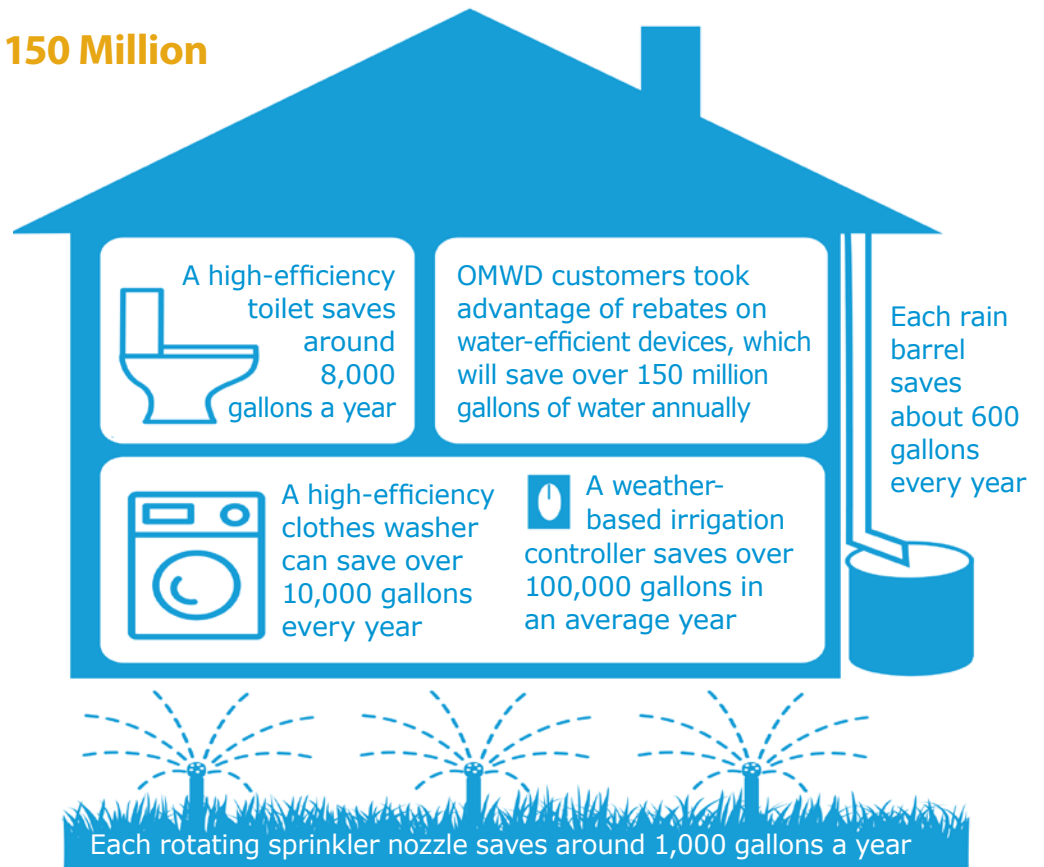 150 Million
A high-efficiency
toilet saves
around
8,000
gallons a year
OMWD customers took
advantage of rebates on
water-efficient devices, which
will save over 150 million
gallons of water annually
Each rain
barrel
saves
about 600
gallons
every year
A high-efficiency
clothes washer
can save over
10,000 gallons
every year
A weather-
based irrigation
controller saves over
100,000 gallons in
an average year
Each rotating sprinkler nozzle saves around 1,000 gallons a year